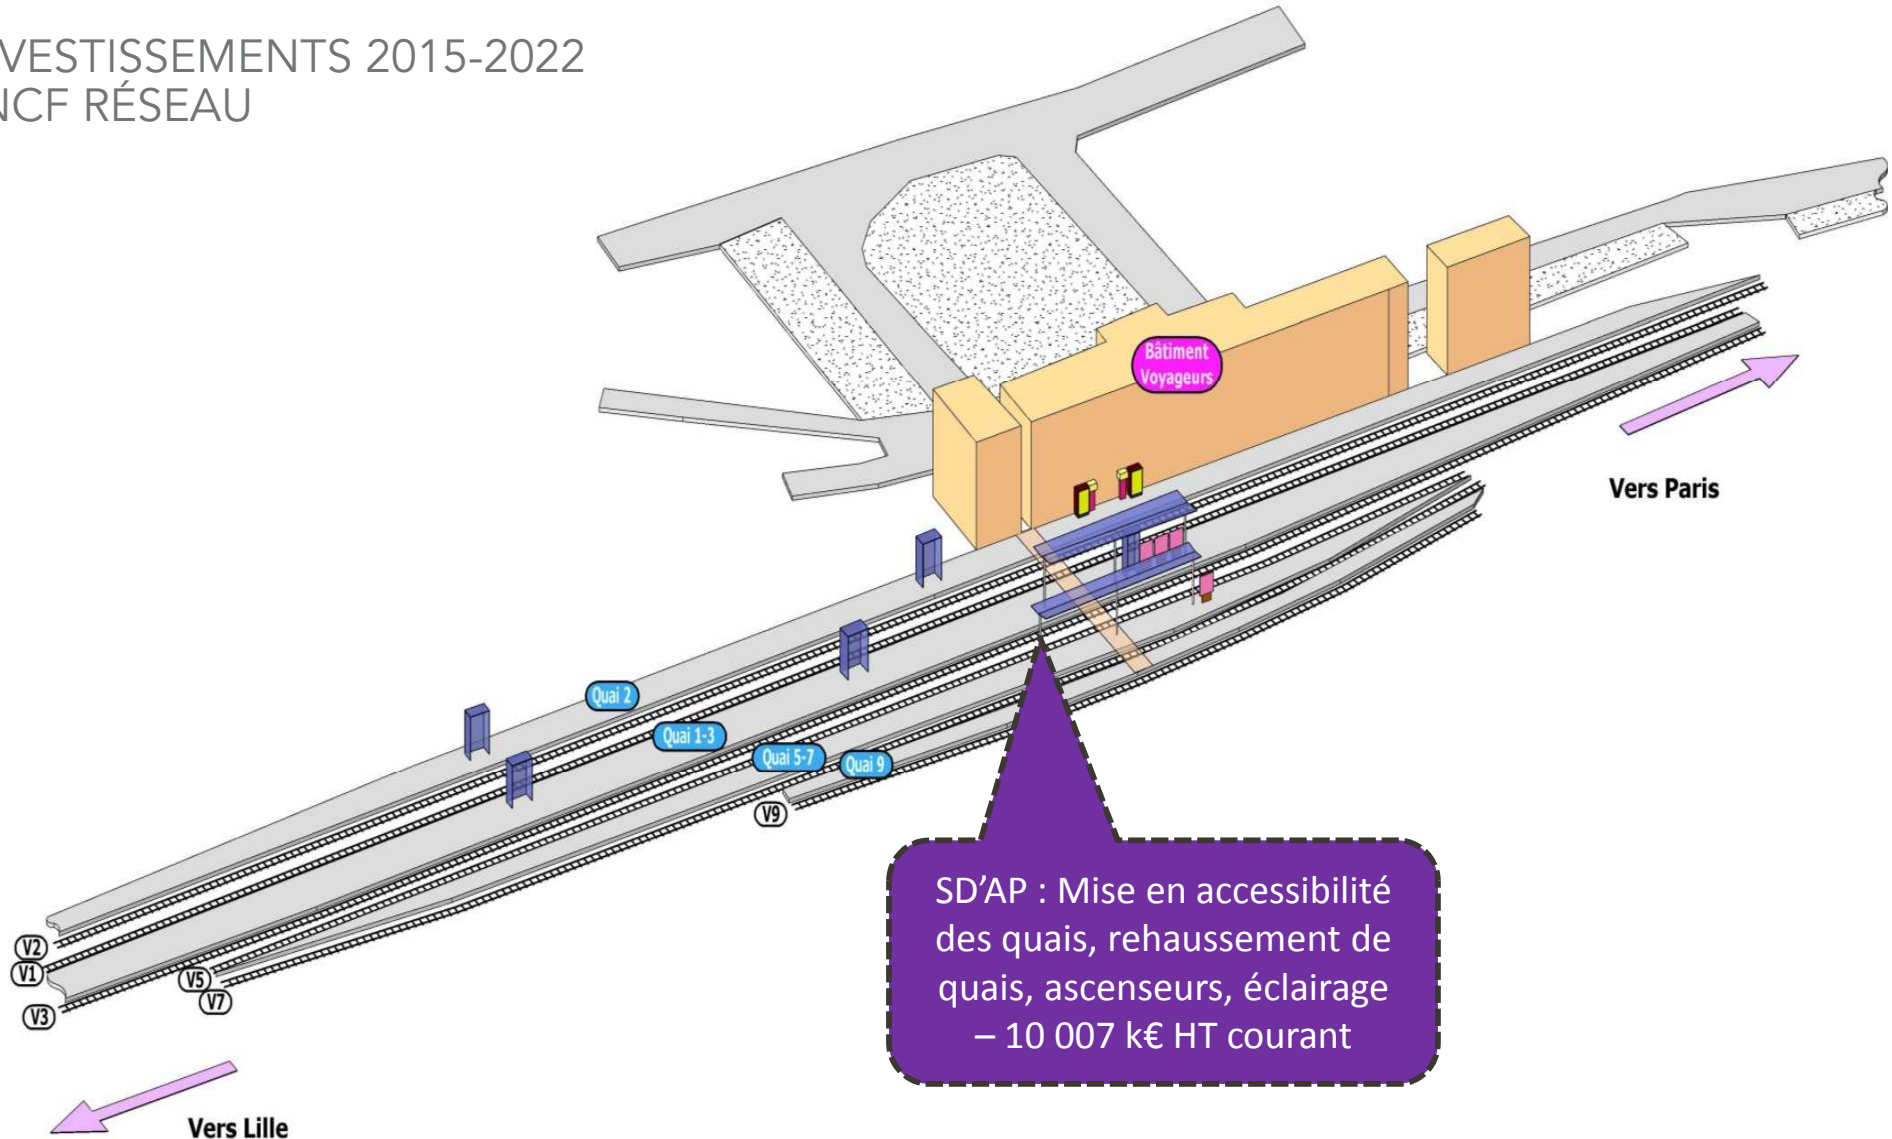 VESTISSEMENTS 2015-2022
NCF RÉSEAU
Bâtiment
Voyageurs
Vers Paris
Quai 2
Quai 1-3
Quai 5-7
Quai 9
V9
V2
V1
V3
V5
V7
SD’AP : Mise en accessibilité
des quais, rehaussement de
quais, ascenseurs, éclairage
– 10 007 k€ HT courant
Vers Lille